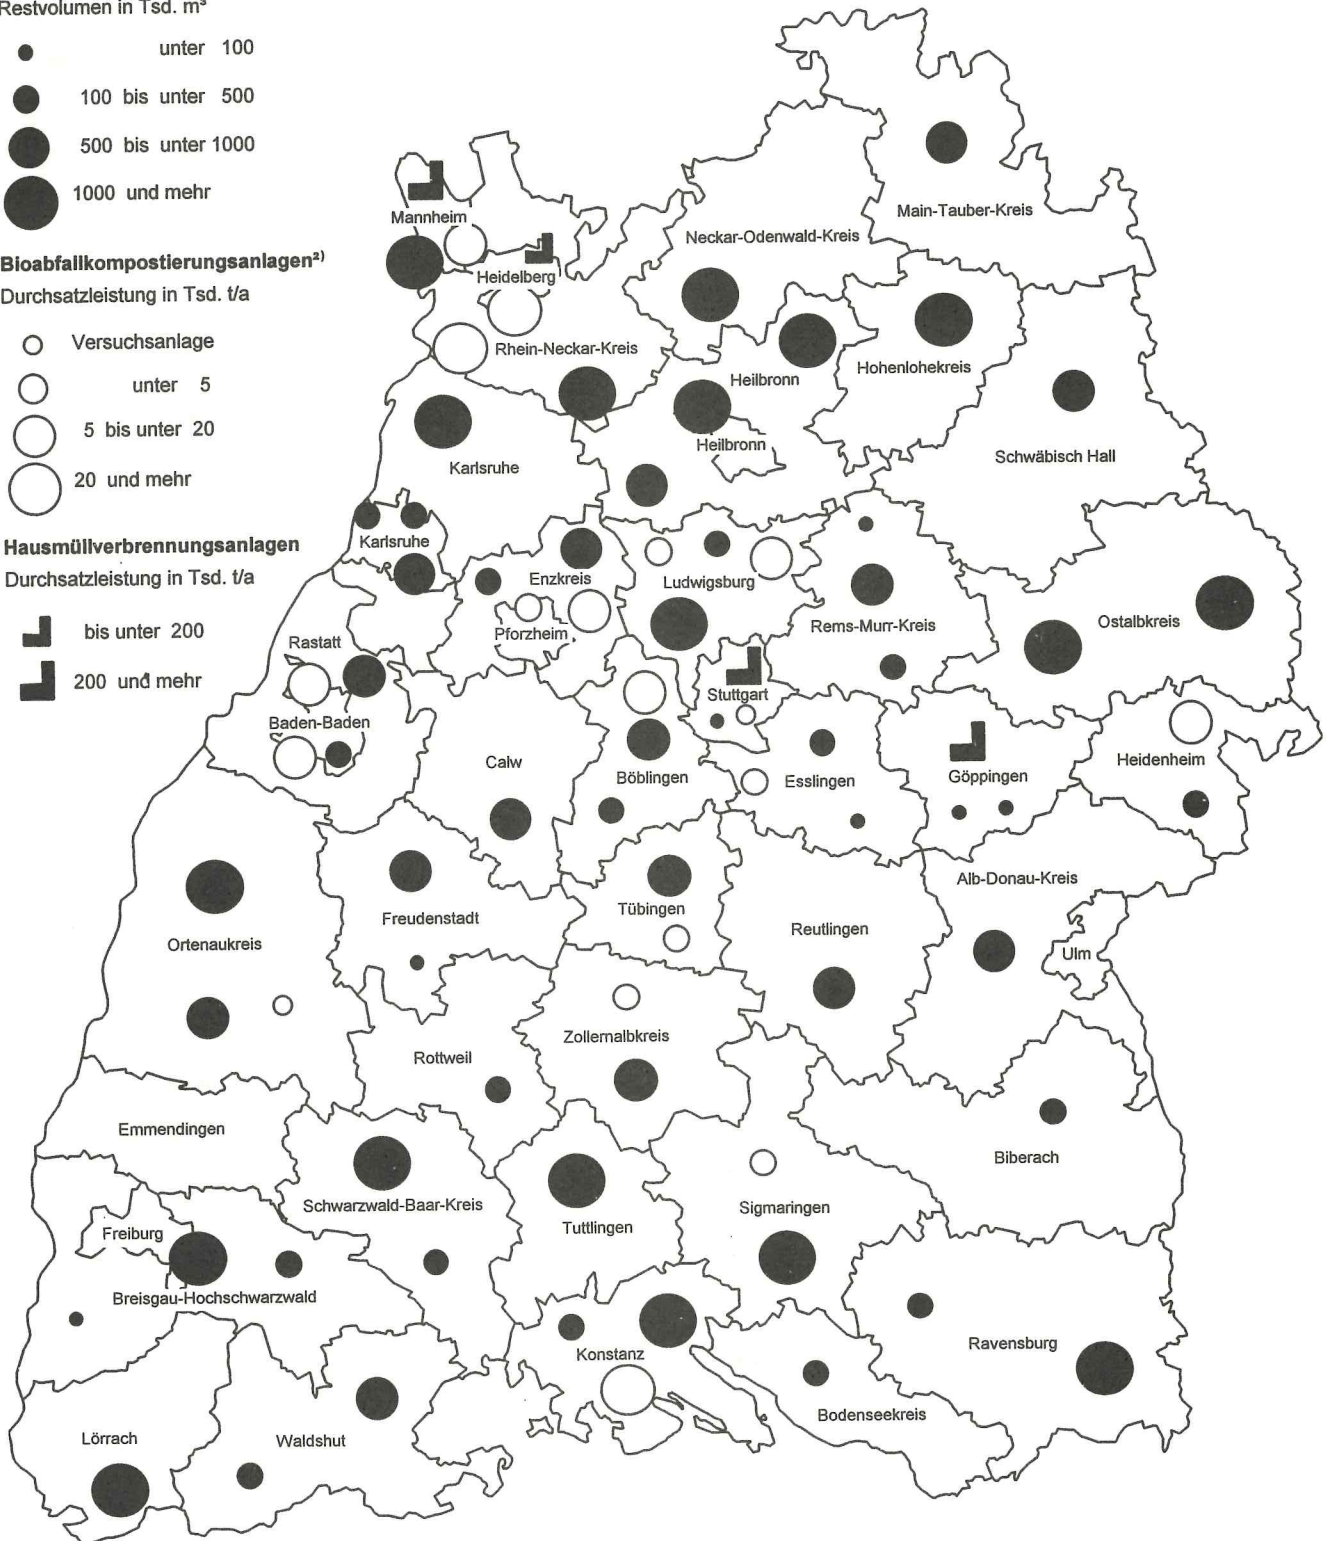 Restvolumen in Tsd. m³
unter 100
100 bis unter 500
500 bis unter 1000
1000 und mehr
Bioabfallkompostierungsanlagen²⁾
Durchsatzleistung in Tsd. t/a
Versuchsanlage
unter 5
5 bis unter 20
20 und mehr
Hausmüllverbrennungsanlagen
Durchsatzleistung in Tsd. t/a
bis unter 200
200 und mehr
Main-Tauber-Kreis
Mannheim
Neckar-Odenwald-Kreis
Heidelberg
Rhein-Neckar-Kreis
Hohenlohekreis
Heilbronn
Heilbronn
Schwäbisch Hall
Karlsruhe
Karlsruhe
Enzkreis
Ludwigsburg
Pforzheim
Rems-Murr-Kreis
Ostalbkreis
Rastatt
Stuttgart
Baden-Baden
Calw
Böblingen
Esslingen
Göppingen
Heidenheim
Alb-Donau-Kreis
Freudenstadt
Tübingen
Reutlingen
Ulm
Ortenaukreis
Zollernalbkreis
Rottweil
Emmendingen
Biberach
Schwarzwald-Baar-Kreis
Tuttlingen
Sigmaringen
Freiburg
Breisgau-Hochschwarzwald
Ravensburg
Konstanz
Bodenseekreis
Lörrach
Waldshut